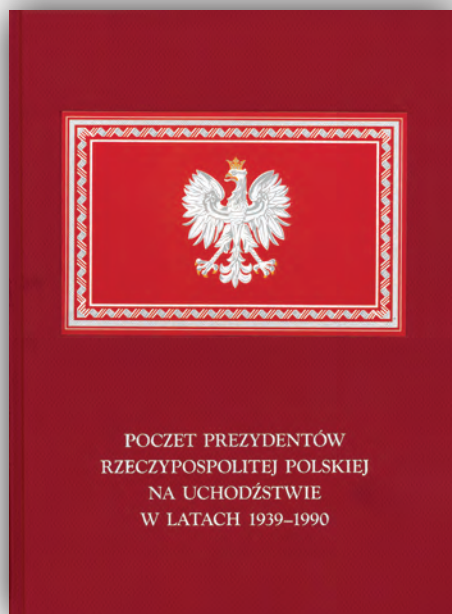 POCZET PREZYDENTÓW
RZECZYPOSPOLITEJ POLSKIEJ
NA UCHODŹSTWIE
W LATACH 1939–1990